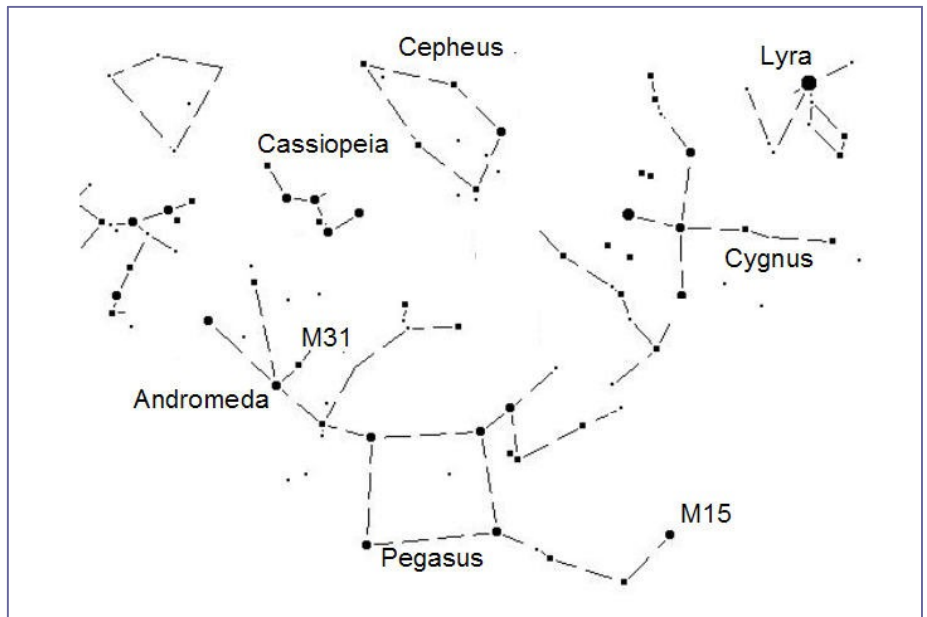 Cepheus
Lyra
Cassiopeia
Cygnus
M31
Andromeda
M15
Pegasus